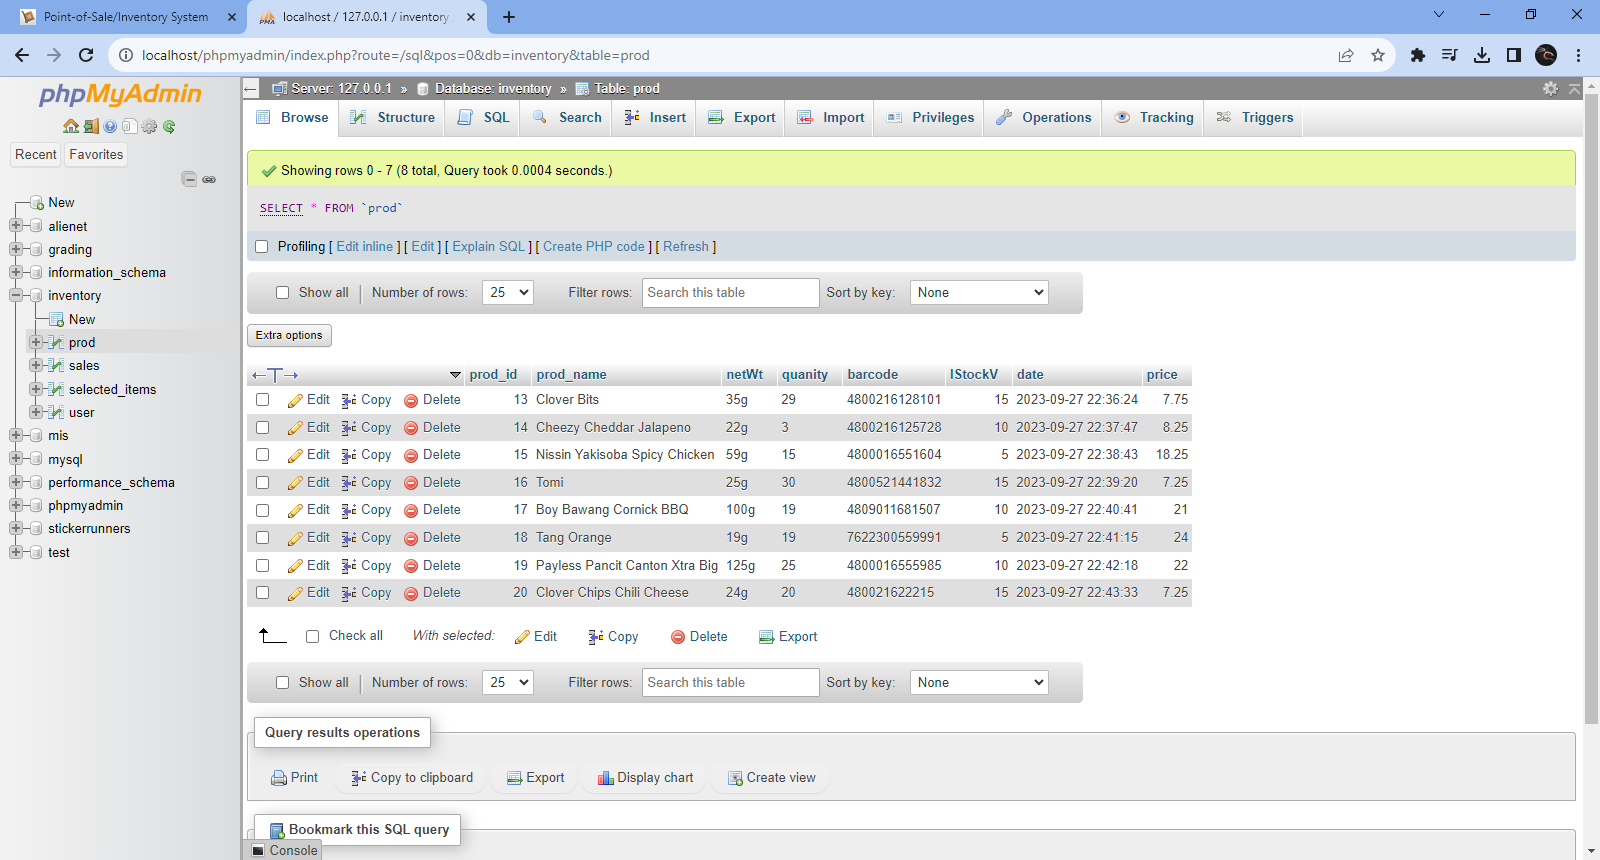 Point-of-Sale/Inventory System
localhost / 127.0.0.1 / inventory
localhost/phpmyadmin/index.php?route=/sql&pos=0&db=inventory&table=prod
phpMyAdmin
Recent Favorites
New
alienet
grading
information_schema
inventory
New
prod
sales
selected_items
user
mis
mysql
performance_schema
phpmyadmin
stickerrunners
test
Server: 127.0.0.1 » Database: inventory » Table: prod
Browse Structure SQL Search Insert Export Import Privileges Operations Tracking Triggers
Showing rows 0 - 7 (8 total, Query took 0.0004 seconds.)
SELECT * FROM `prod`
Profiling [ Edit inline ] [ Edit ] [ Explain SQL ] [ Create PHP code ] [ Refresh ]
Show all | Number of rows: 25 Filter rows: Search this table Sort by key: None
Extra options
prod_id prod_name netWt quanity barcode lStockV date price
Edit Copy Delete 13 Clover Bits 35g 29 4800216128101 15 2023-09-27 22:36:24 7.75
Edit Copy Delete 14 Cheezy Cheddar Jalapeno 22g 3 4800216125728 10 2023-09-27 22:37:47 8.25
Edit Copy Delete 15 Nissin Yakisoba Spicy Chicken 59g 15 4800016551604 5 2023-09-27 22:38:43 18.25
Edit Copy Delete 16 Tomi 25g 30 4800521441832 15 2023-09-27 22:39:20 7.25
Edit Copy Delete 17 Boy Bawang Cornick BBQ 100g 19 4809011681507 10 2023-09-27 22:40:41 21
Edit Copy Delete 18 Tang Orange 19g 19 7622300559991 5 2023-09-27 22:41:15 24
Edit Copy Delete 19 Payless Pancit Canton Xtra Big 125g 25 4800016555985 10 2023-09-27 22:42:18 22
Edit Copy Delete 20 Clover Chips Chili Cheese 24g 20 480021622215 15 2023-09-27 22:43:33 7.25
Check all With selected: Edit Copy Delete Export
Show all | Number of rows: 25 Filter rows: Search this table Sort by key: None
Query results operations
Print Copy to clipboard Export Display chart Create view
Bookmark this SQL query
Console